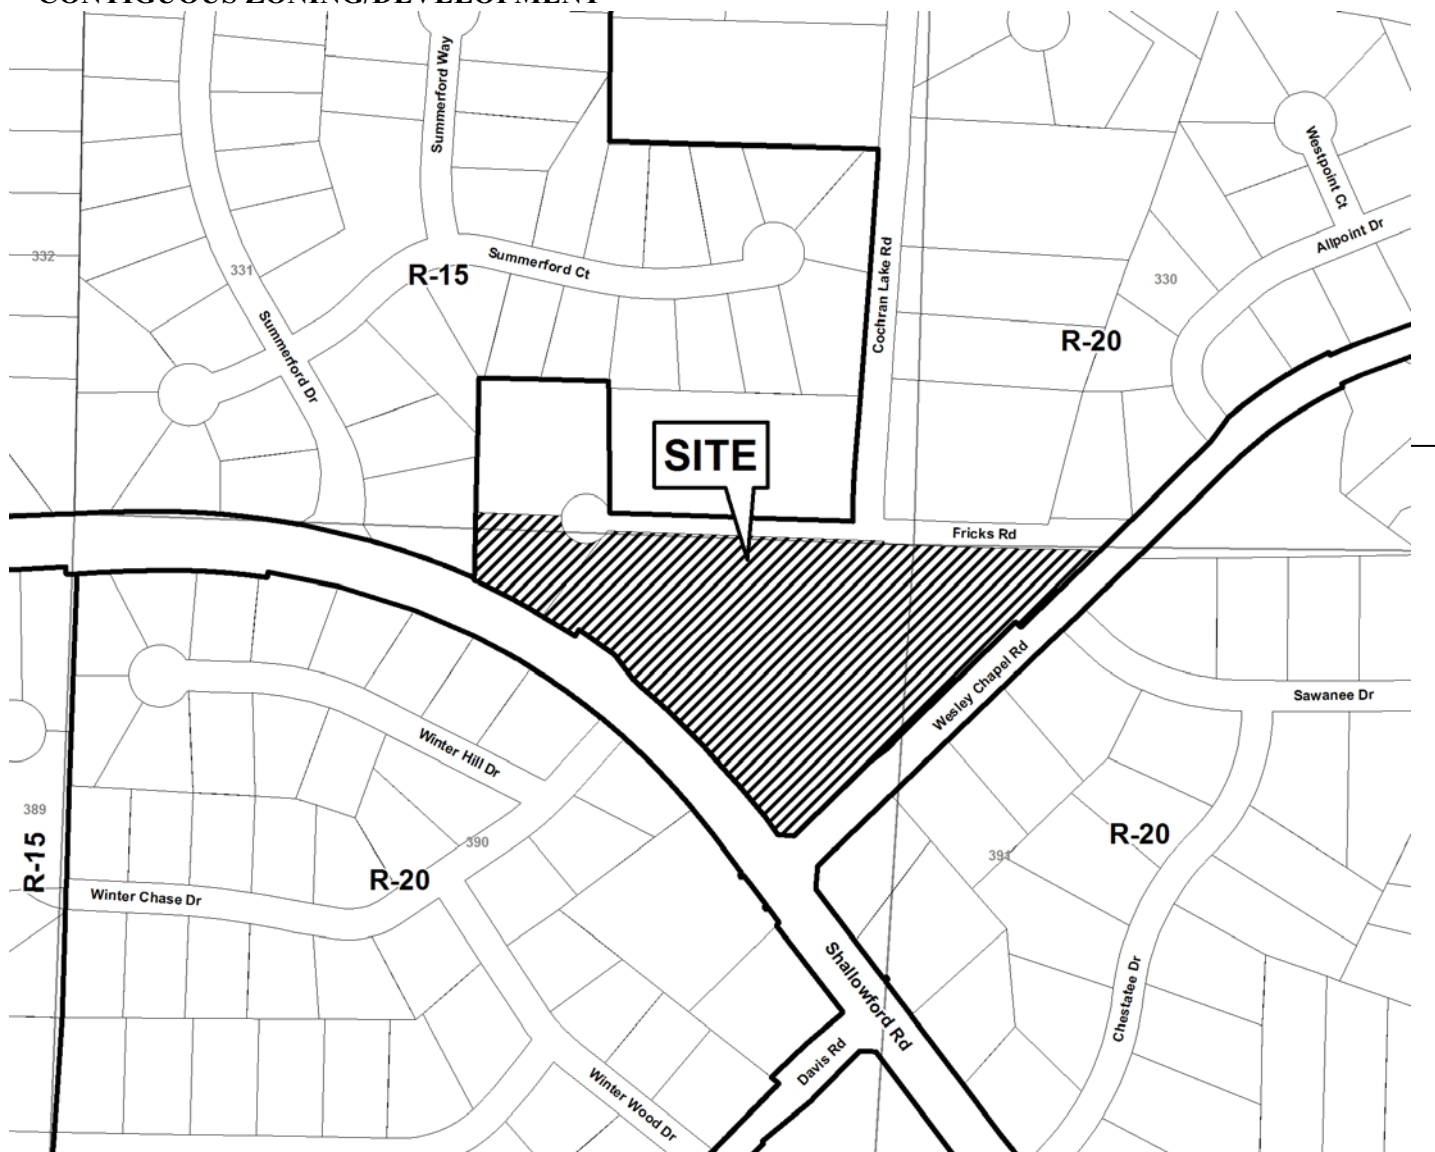 CONTIGUOUS ZONING/DEVELOPMENT
Summerford Way
Westpoint Ct
Allpoint Dr
332
331
R-15
Summerford Ct
Cochran Lake Rd
330
R-20
Summerford Dr
SITE
Fricks Rd
Wesley Chapel Rd
Sawanee Dr
Winter Hill Dr
389
R-15
390
R-20
391
R-20
Winter Chase Dr
Shallowford Rd
Chestatee Dr
Davis Rd
Winter Wood Dr